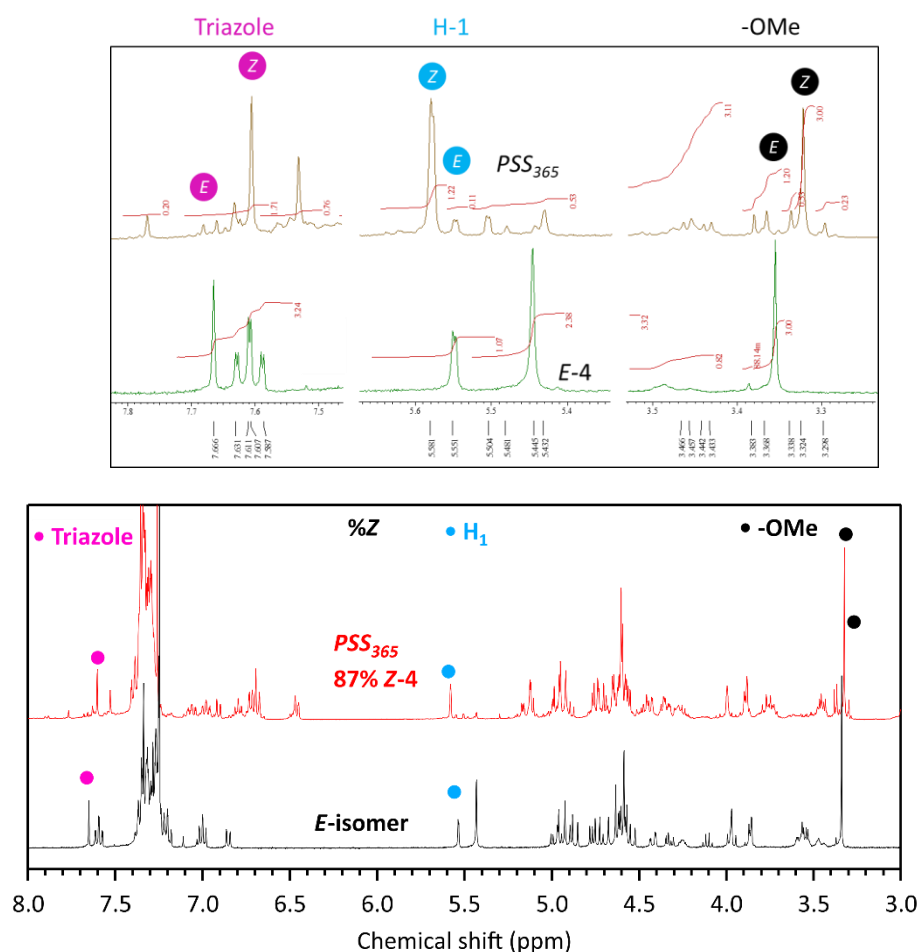 Triazole H-1 -OMe
Z Z Z
E E E
PSS365
3.11 3.00
0.20 1.71 0.76 1.22 0.11 0.53 1.20 0.33 0.23
E-4
3.24 1.07 2.38 3.32 0.82 88.14m 3.00
7.8 7.7 7.6 7.5 5.6 5.5 5.4 3.5 3.4 3.3
7.666 7.631 7.611 7.607 7.587 5.581 5.551 5.504 5.481 5.445 5.432 3.466 3.457 3.442 3.433 3.383 3.368 3.338 3.324 3.298
Triazole %Z H1 -OMe
PSS365
87% Z-4
E-isomer
8.0 7.5 7.0 6.5 6.0 5.5 5.0 4.5 4.0 3.5 3.0
Chemical shift (ppm)